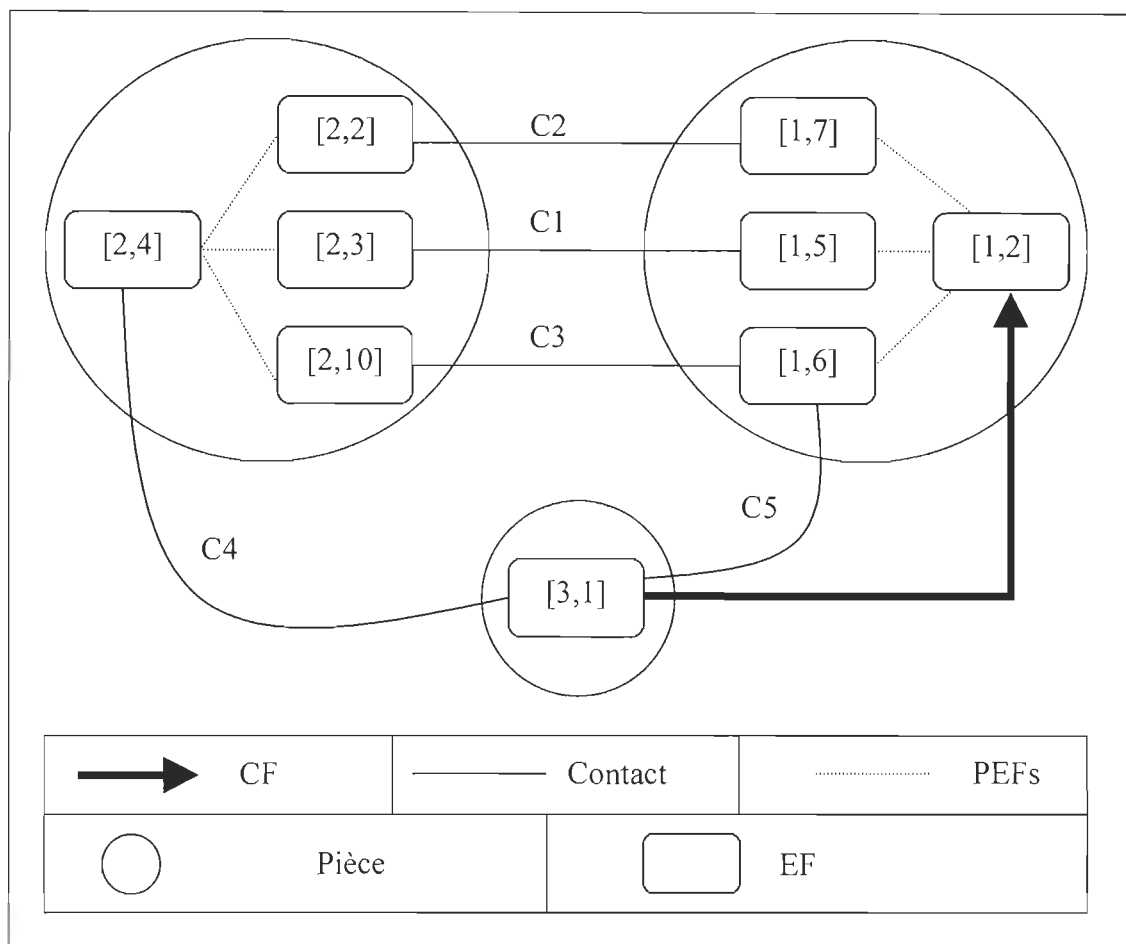 [2,2]
C2
[1,7]
[2,4]
[2,3]
C1
[1,5]
[1,2]
[2,10]
C3
[1,6]
C4
C5
[3,1]
CF
Contact
PEFs
Pièce
EF